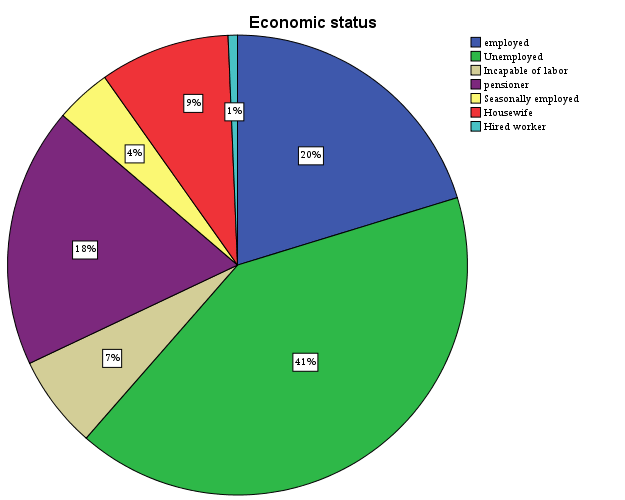 Economic status
employed
Unemployed
Incapable of labor
pensioner
Seasonally employed
Housewife
Hired worker
9%
1%
20%
4%
18%
7%
41%